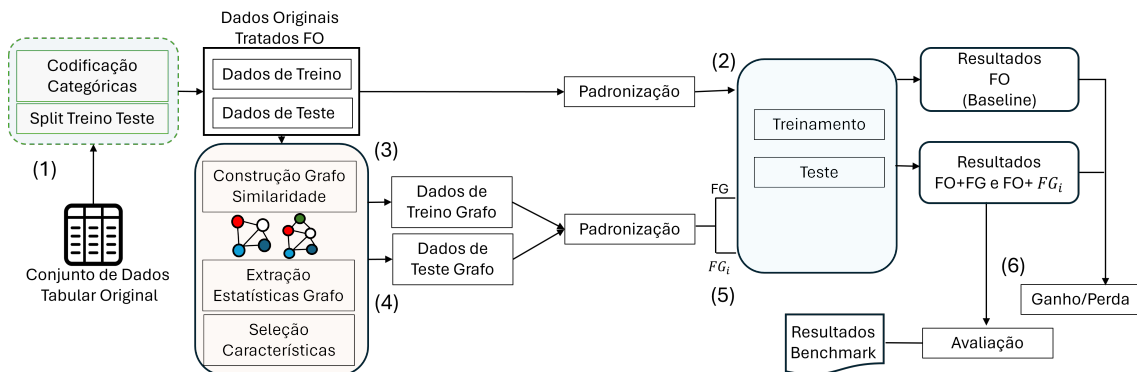 Dados Originais
Tratados FO
Codificação
Categóricas
Split Treino Teste
(1)
Conjunto de Dados
Tabular Original
Dados de Treino
Dados de Teste
Padronização
(2)
(3)
Construção Grafo
Similaridade
Extração
Estatísticas Grafo
Seleção
Características
(4)
Dados de
Treino Grafo
Dados de
Teste Grafo
Padronização
FG
FG_i
(5)
Treinamento
Teste
Resultados
FO
(Baseline)
Resultados
FO+FG e FO+ FG_i
(6)
Ganho/Perda
Avaliação
Resultados
Benchmark